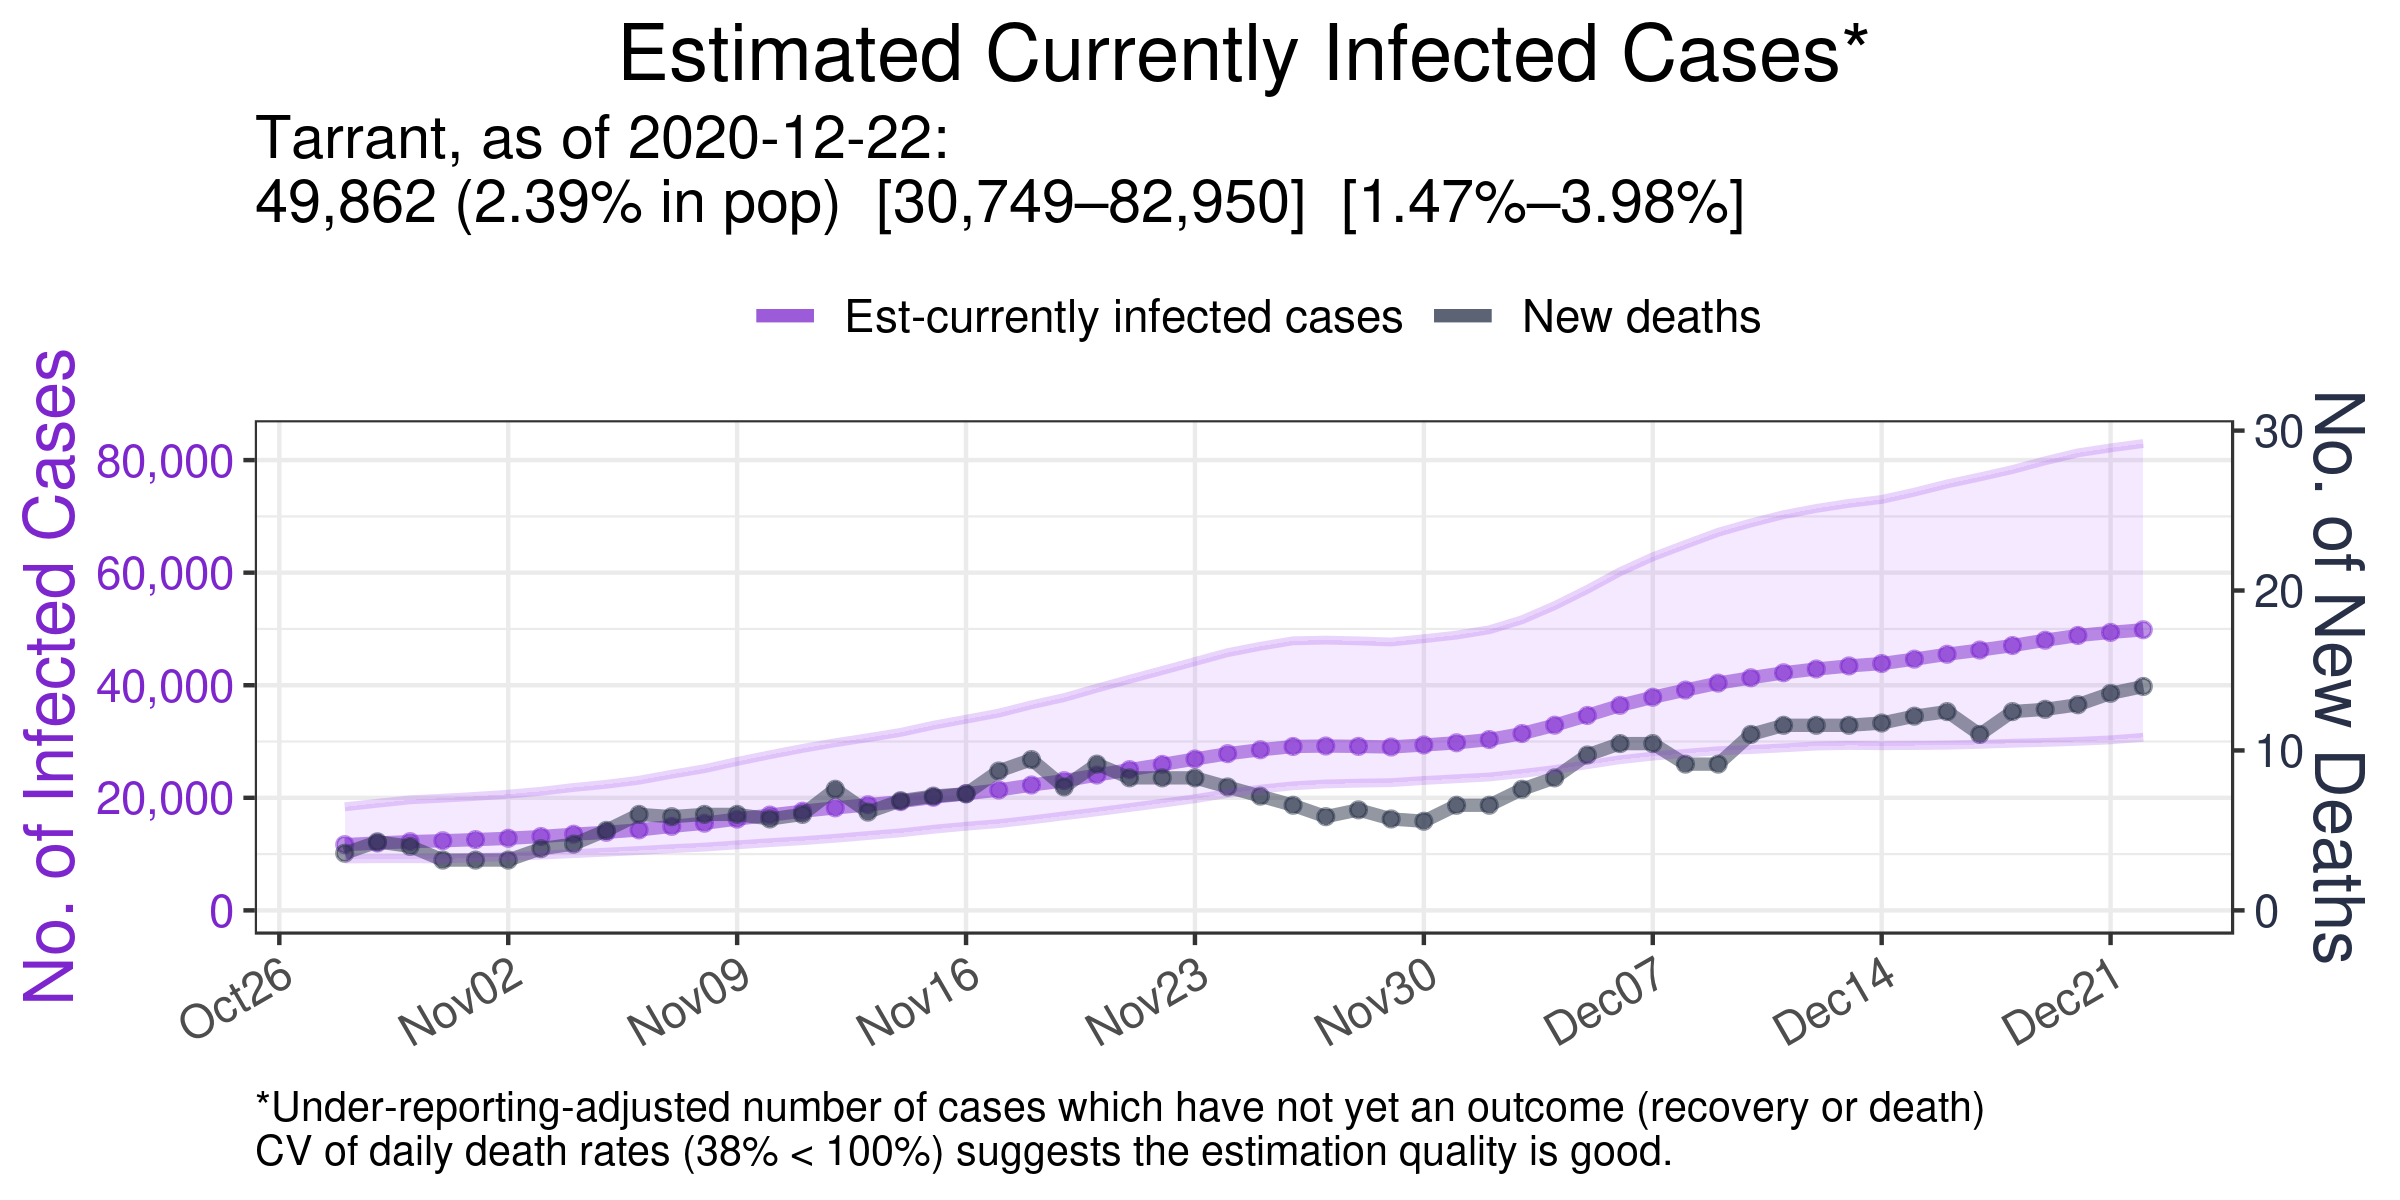 Estimated Currently Infected Cases*
Tarrant, as of 2020-12-22:
49,862 (2.39% in pop)  [30,749–82,950]  [1.47%–3.98%]
Est-currently infected cases
New deaths
No. of Infected Cases
80,000
60,000
40,000
20,000
0
30
20
10
0
No. of New Deaths
Oct26
Nov02
Nov09
Nov16
Nov23
Nov30
Dec07
Dec14
Dec21
*Under-reporting-adjusted number of cases which have not yet an outcome (recovery or death)
CV of daily death rates (38% < 100%) suggests the estimation quality is good.